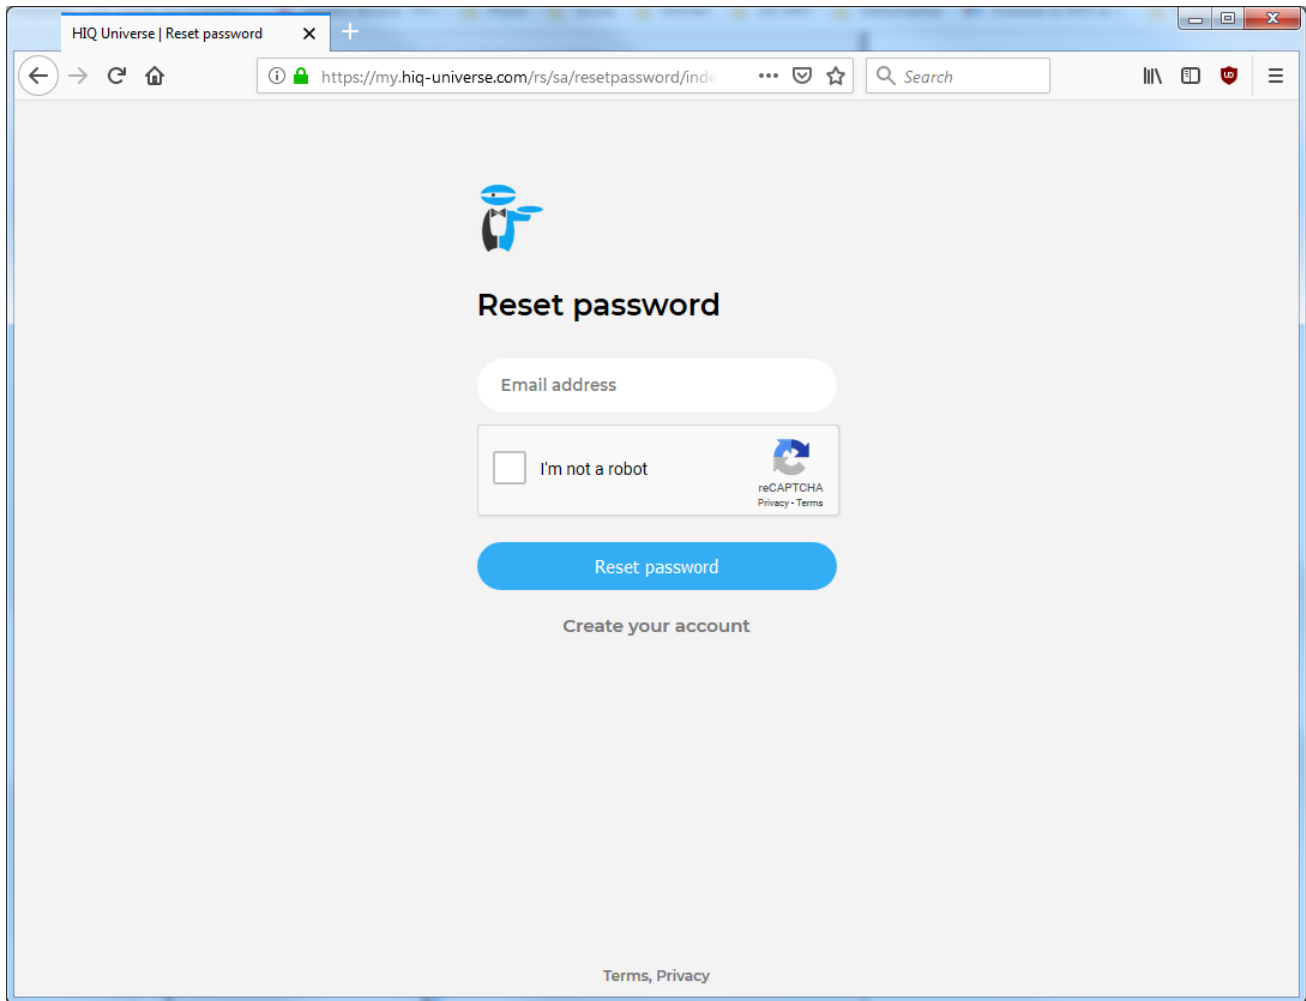 HIQ Universe | Reset password
https://my.hiq-universe.com/rs/sa/resetpassword/inde
Search
Reset password
Email address
I'm not a robot
reCAPTCHA
Privacy - Terms
Reset password
Create your account
Terms, Privacy